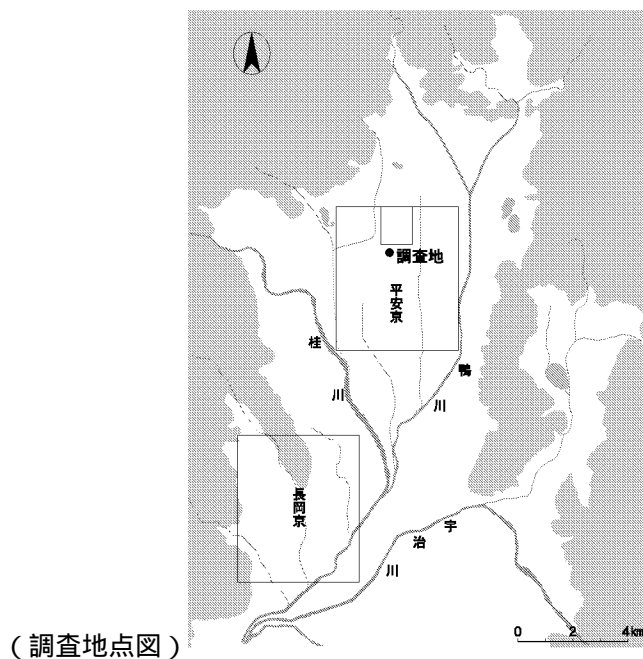 調査地
平安京
桂川
鴨川
長岡京
宇治川
0 2 4km
（調査地点図）